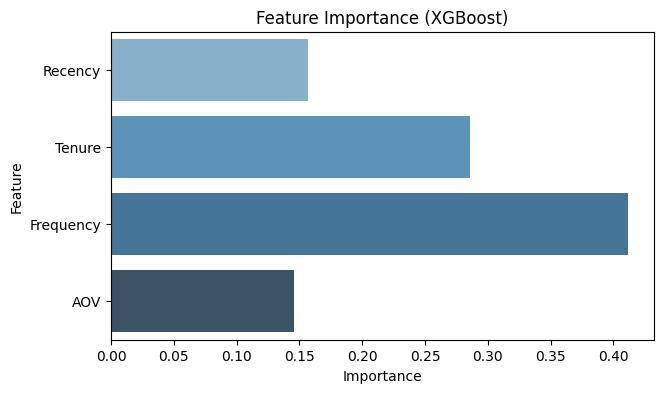 Feature Importance (XGBoost)
Recency
Tenure
Frequency
AOV
Feature
0.00 0.05 0.10 0.15 0.20 0.25 0.30 0.35 0.40
Importance